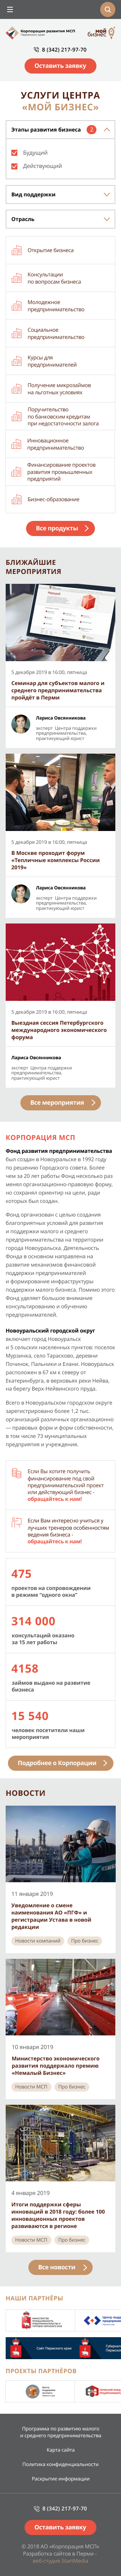 Корпорация развития МСП
Пермского края
мой бизнес
8 (342) 217-97-70
Оставить заявку
УСЛУГИ ЦЕНТРА
«МОЙ БИЗНЕС»
Этапы развития бизнеса 2
Будущий
Действующий
Вид поддержки
Отрасль
Открытие бизнеса
Консультации
по вопросам бизнеса
Молодежное
предпринимательство
Социальное
предпринимательство
Курсы для
предпринимателей
Получение микрозаймов
на льготных условиях
Поручительство
по банковским кредитам
при недостаточности залога
Инновационное
предпринимательство
Финансирование проектов
развития промышленных
предприятий
Бизнес-образование
Все продукты
БЛИЖАЙШИЕ
МЕРОПРИЯТИЯ
5 декабря 2019 в 16:00, пятница
Семинар для субъектов малого и
среднего предпринимательства
пройдёт в Перми
Лариса Овсянникова
эксперт Центра поддержки
предпринимательства,
практикующий юрист
5 декабря 2019 в 16:00, пятница
В Москве проходит форум
«Тепличные комплексы России
2019»
Лариса Овсянникова
эксперт Центра поддержки
предпринимательства,
практикующий юрист
5 декабря 2019 в 16:00, пятница
Выездная сессия Петербургского
международного экономического
форума
Лариса Овсянникова
эксперт Центра поддержки
предпринимательства,
практикующий юрист
Все мероприятия
КОРПОРАЦИЯ МСП
Фонд развития предпринимательства
был создан в Новоуральске в 1992 году
решением Городского Совета. Более
чем за 20 лет работы Фонд несколько раз
менял организационно-правовую форму,
но сохранял ориентир на цели, ради
которых был создан.
Фонд организован с целью создания
благоприятных условий для развития
и поддержки малого и среднего
предпринимательства на территории
города Новоуральска. Деятельность
Фонда в основном направлена на
развитие механизмов финансовой
поддержки предпринимателей
и формирование инфраструктуры
поддержки малого бизнеса. Помимо этого
Фонд уделяет большое внимание
консультированию и обучению
предпринимателей.
Новоуральский городской округ
включает город Новоуральск
и 5 сельских населенных пунктов: поселок
Мурзинка, село Тарасково, деревни
Починок, Пальники и Елани. Новоуральск
расположен в 67 км к северу от
Екатеринбурга, в верховьях реки Нейва,
на берегу Верх-Нейвинского пруда.
Всего в Новоуральском городском округе
зарегистрировано более 1,2 тыс.
организаций, различных организационно
– правовых форм и форм собственности,
в том числе 73 муниципальных
предприятия и учреждения.
Если Вы хотите получить
финансирование под свой
предпринимательский проект
или действующий бизнес -
обращайтесь к нам!
Если Вам интересно учиться у
лучших тренеров особенностям
ведения бизнеса -
обращайтесь к нам!
475
проектов на сопровождении
в режиме "одного окна"
314 000
консультаций оказано
за 15 лет работы
4158
займов выдано на развитие
бизнеса
15 540
человек посетители наши
мероприятия
Подробнее о Корпорации
НОВОСТИ
11 января 2019
Уведомление о смене
наименования АО «ПГФ» и
регистрации Устава в новой
редакции
Новости компаний Про бизнес
10 января 2019
Министерство экономического
развития поддержало премию
«Немалый Бизнес»
Новости МСП Про бизнес
4 января 2019
Итоги поддержки сферы
инноваций в 2018 году: более 100
инновационных проектов
развиваются в регионе
Новости МСП Про бизнес
Все новости
НАШИ ПАРТНЁРЫ
Сайт Пермского края
ПРОЕКТЫ ПАРТНЁРОВ
Программа по развитию малого
и среднего предпринимательства
Карта сайта
Политика конфиденциальности
Раскрытие информации
8 (342) 217-97-70
Оставить заявку
© 2018 АО «Корпорация МСП»
Разработка сайтов в Перми -
веб-студия StartMedia